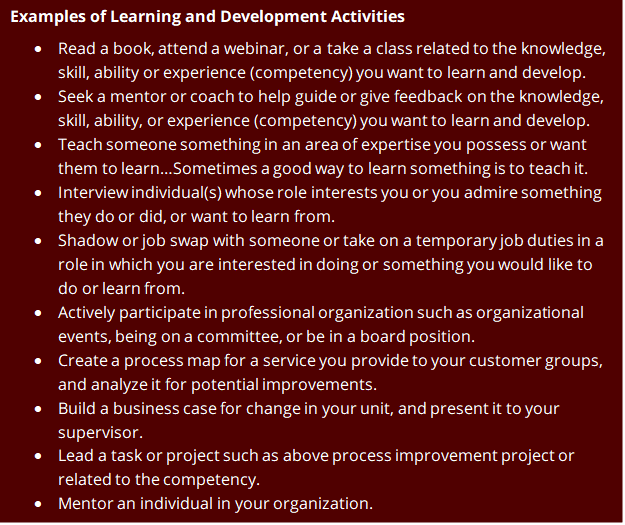 Examples of Learning and Development Activities
• Read a book, attend a webinar, or a take a class related to the knowledge,
skill, ability or experience (competency) you want to learn and develop.
• Seek a mentor or coach to help guide or give feedback on the knowledge,
skill, ability, or experience (competency) you want to learn and develop.
• Teach someone something in an area of expertise you possess or want
them to learn...Sometimes a good way to learn something is to teach it.
• Interview individual(s) whose role interests you or you admire something
they do or did, or want to learn from.
• Shadow or job swap with someone or take on a temporary job duties in a
role in which you are interested in doing or something you would like to
do or learn from.
• Actively participate in professional organization such as organizational
events, being on a committee, or be in a board position.
• Create a process map for a service you provide to your customer groups,
and analyze it for potential improvements.
• Build a business case for change in your unit, and present it to your
supervisor.
• Lead a task or project such as above process improvement project or
related to the competency.
• Mentor an individual in your organization.